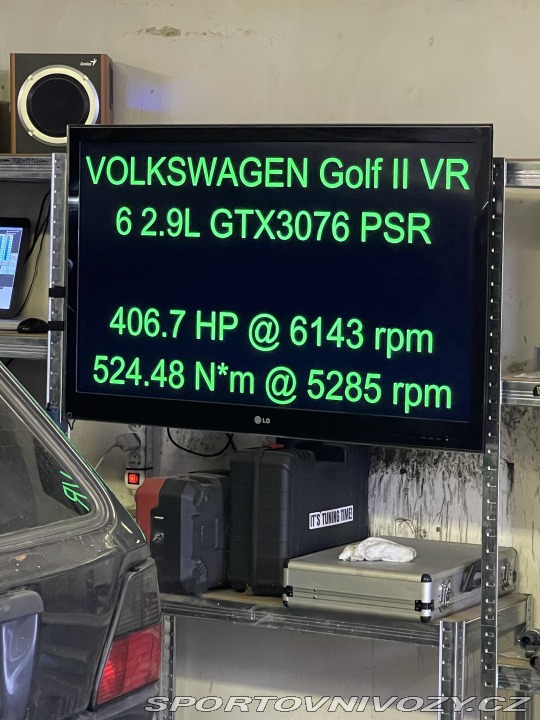 Genius
VOLKSWAGEN Golf II VR
6 2.9L GTX3076 PSR
406.7 HP @ 6143 rpm
524.48 N*m @ 5285 rpm
LG
IT'S TUNING TIME!
SPORTOVNIVOZY.CZ